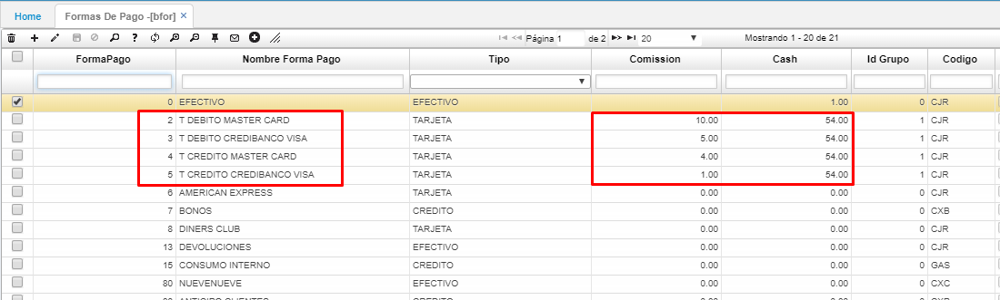 Home Formas De Pago -[bfor] ×
Página 1 de 2 20 Mostrando 1 - 20 de 21
FormaPago Nombre Forma Pago Tipo Comission Cash Id Grupo Codigo
0 EFECTIVO EFECTIVO 1.00 0 CJR
2 T DEBITO MASTER CARD TARJETA 10.00 54.00 1 CJR
3 T DEBITO CREDIBANCO VISA TARJETA 5.00 54.00 1 CJR
4 T CREDITO MASTER CARD TARJETA 4.00 54.00 1 CJR
5 T CREDITO CREDIBANCO VISA TARJETA 1.00 54.00 1 CJR
6 AMERICAN EXPRESS TARJETA 0.00 0.00 0 CJR
7 BONOS CREDITO 0.00 0.00 0 CXB
8 DINERS CLUB TARJETA 0.00 0.00 0 CJR
13 DEVOLUCIONES EFECTIVO 0.00 0.00 0 CJR
15 CONSUMO INTERNO CREDITO 0.00 0.00 0 GAS
80 NUEVENUEVE EFECTIVO 0.00 0.00 0 CXC